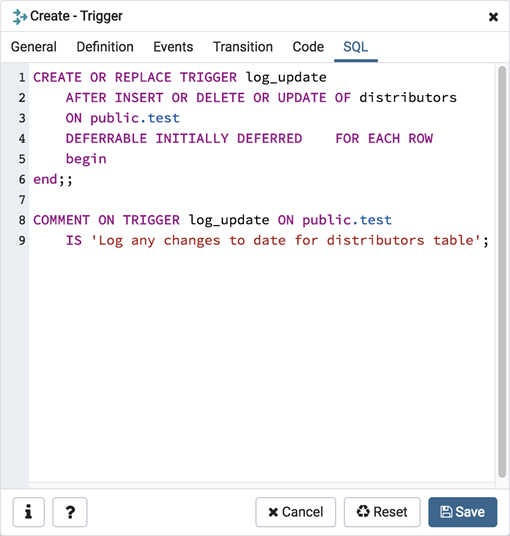 Create - Trigger
General Definition Events Transition Code SQL
1 CREATE OR REPLACE TRIGGER log_update
2 AFTER INSERT OR DELETE OR UPDATE OF distributors
3 ON public.test
4 DEFERRABLE INITIALLY DEFERRED    FOR EACH ROW
5 begin
6 end;;
7
8 COMMENT ON TRIGGER log_update ON public.test
9 IS 'Log any changes to date for distributors table';
i ? Cancel Reset Save